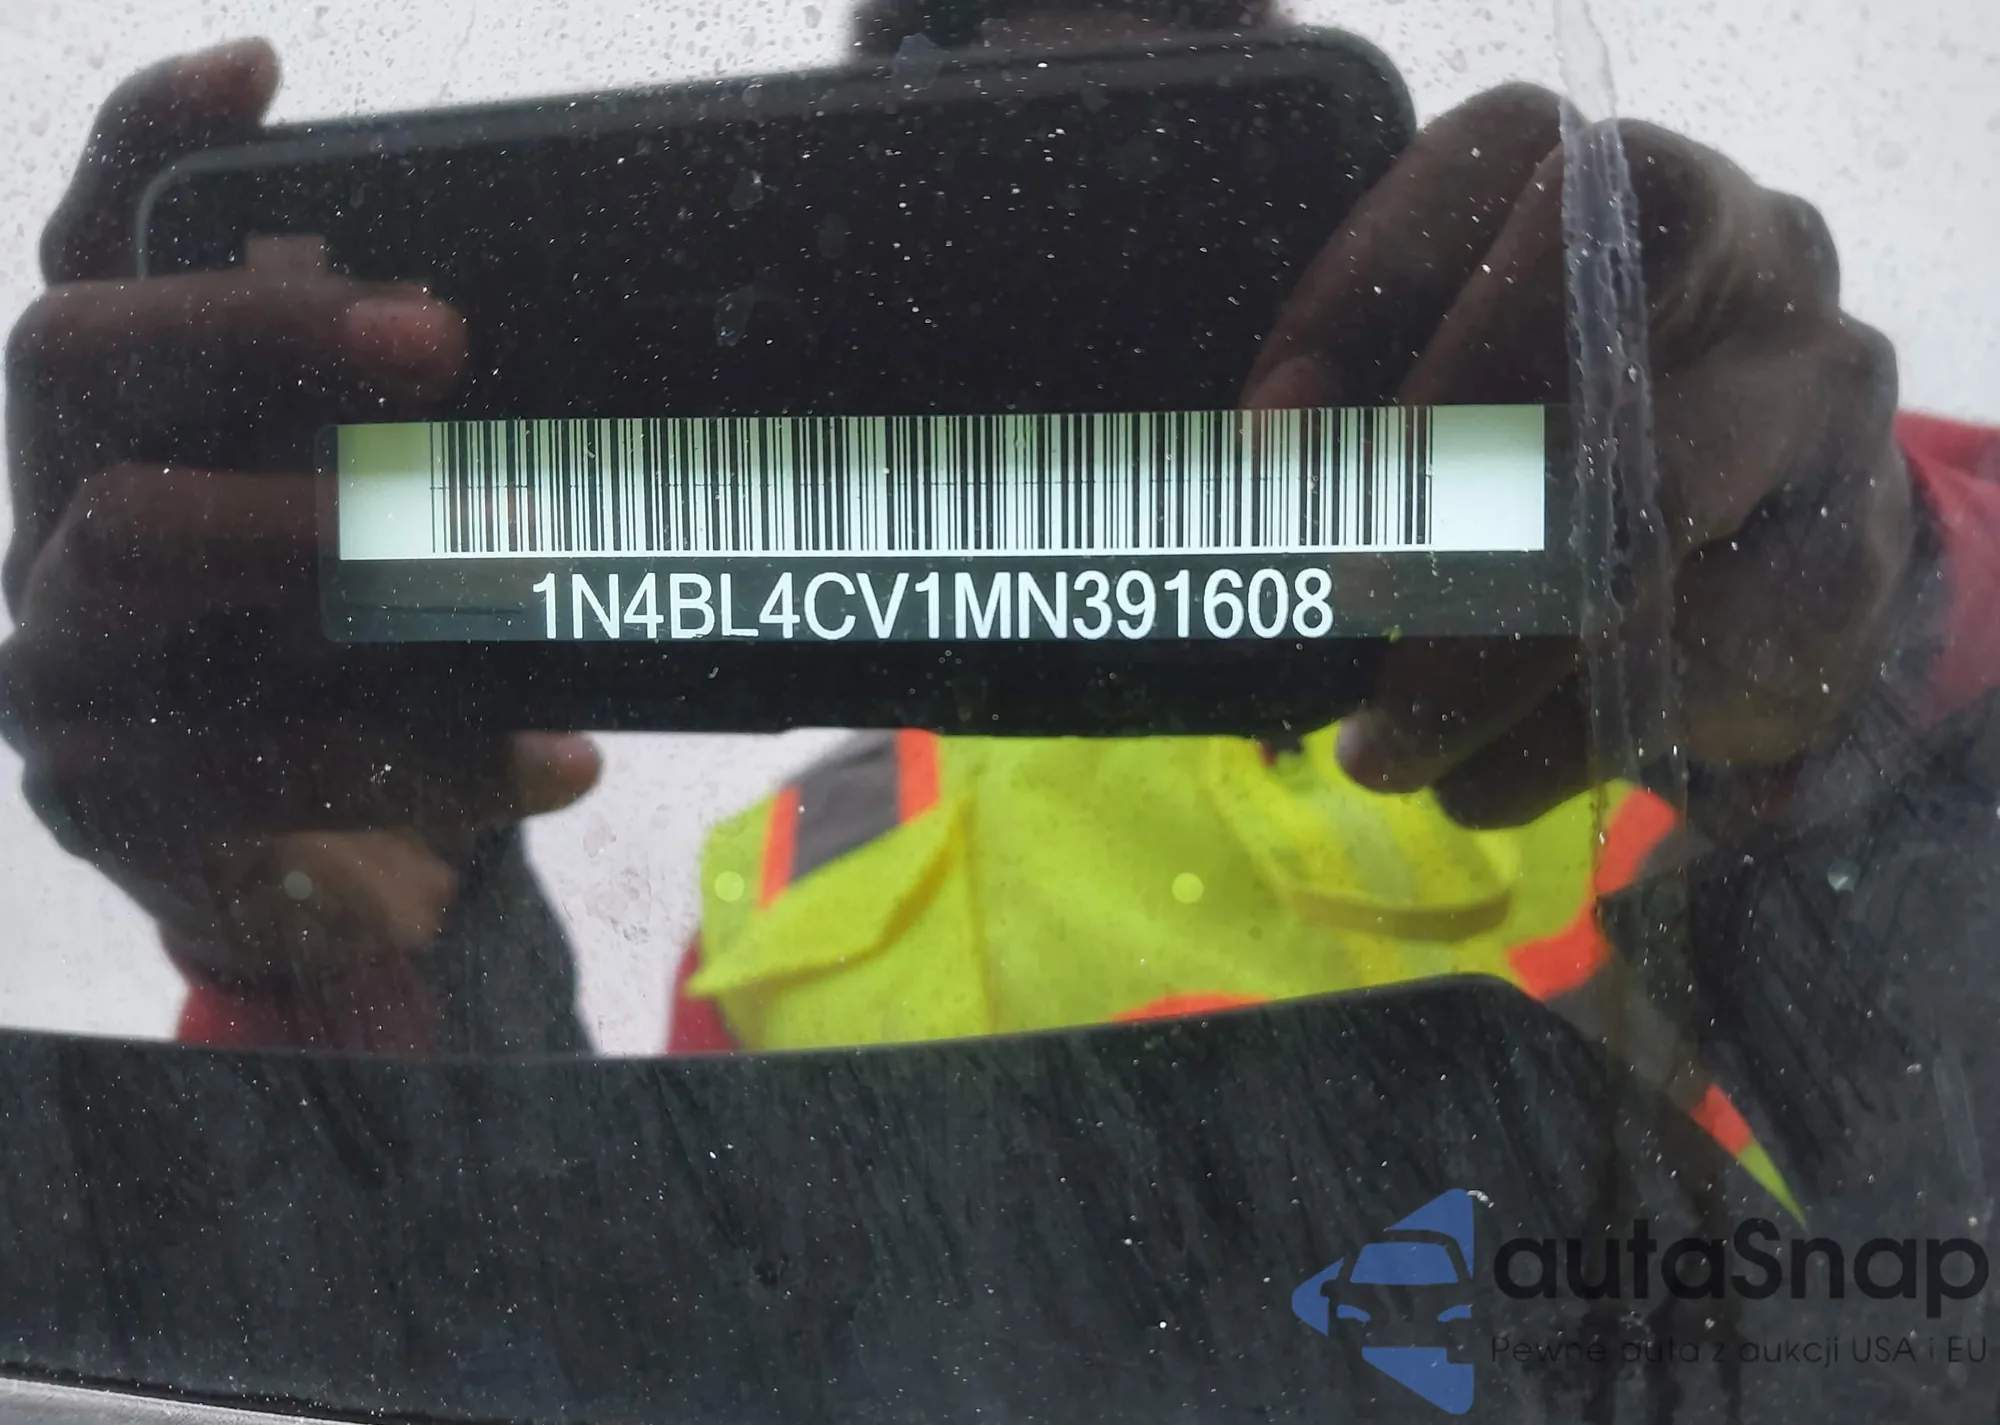 1N4BL4CV1MN391608
autaSnap
Pewne auta z aukcji USA i EU